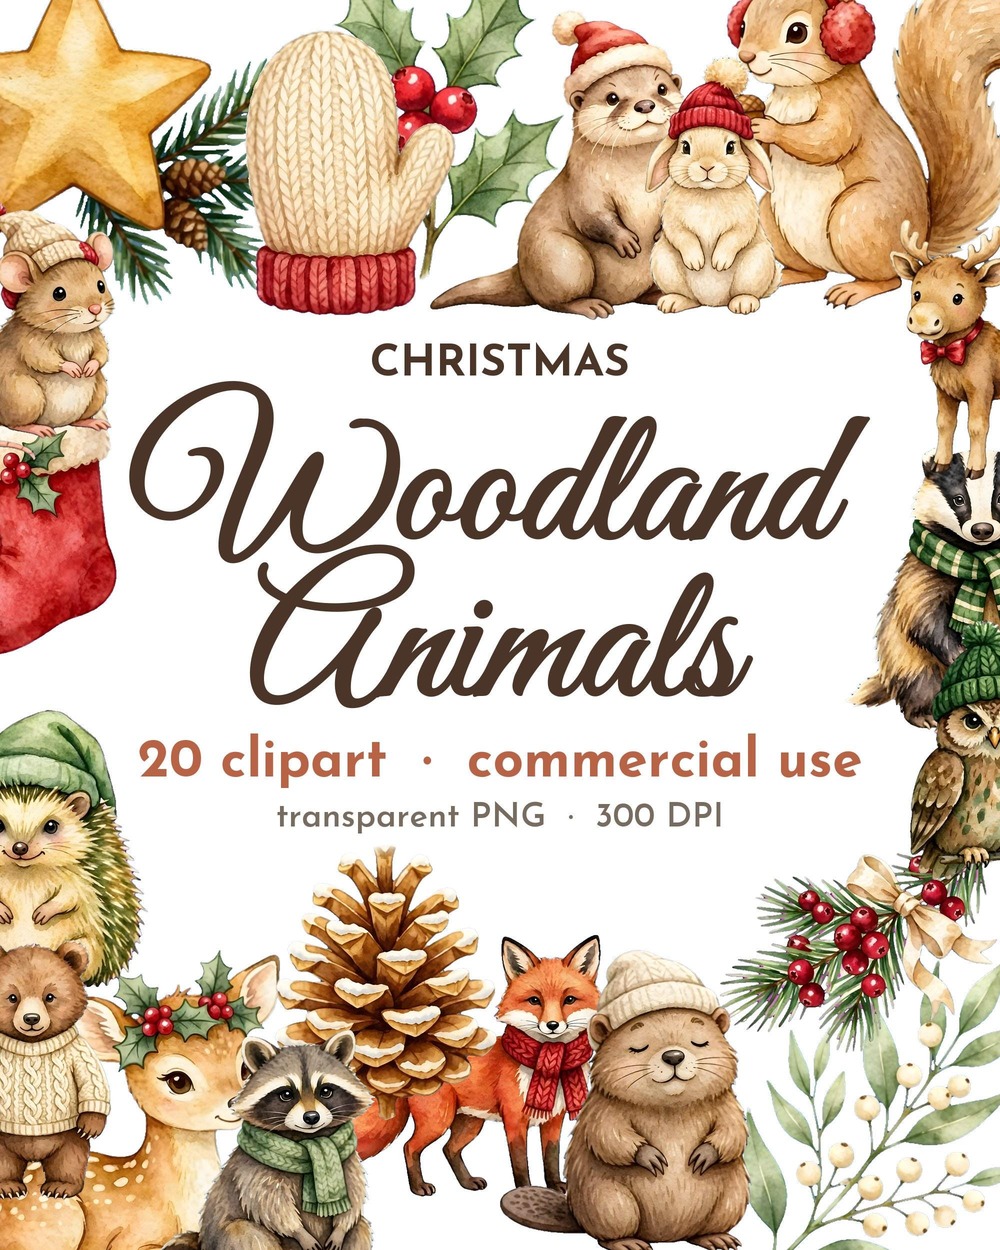 CHRISTMAS
Woodland
Animals
20 clipart · commercial use
transparent PNG · 300 DPI